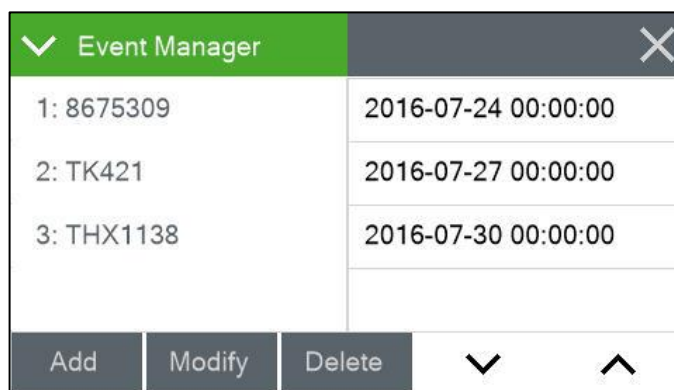 Event Manager
1: 8675309 2016-07-24 00:00:00
2: TK421 2016-07-27 00:00:00
3: THX1138 2016-07-30 00:00:00
Add Modify Delete